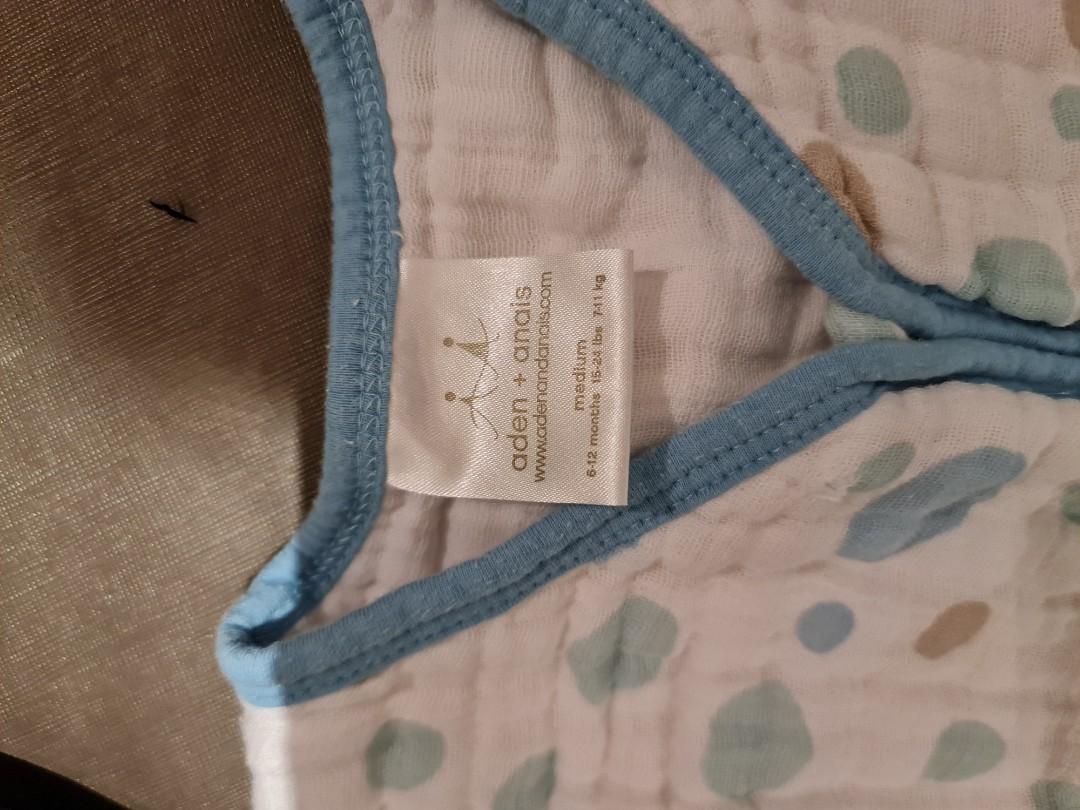 aden + anais
www.adenandanais.com
medium
6-12 months 15-24 lbs 7-11 kg